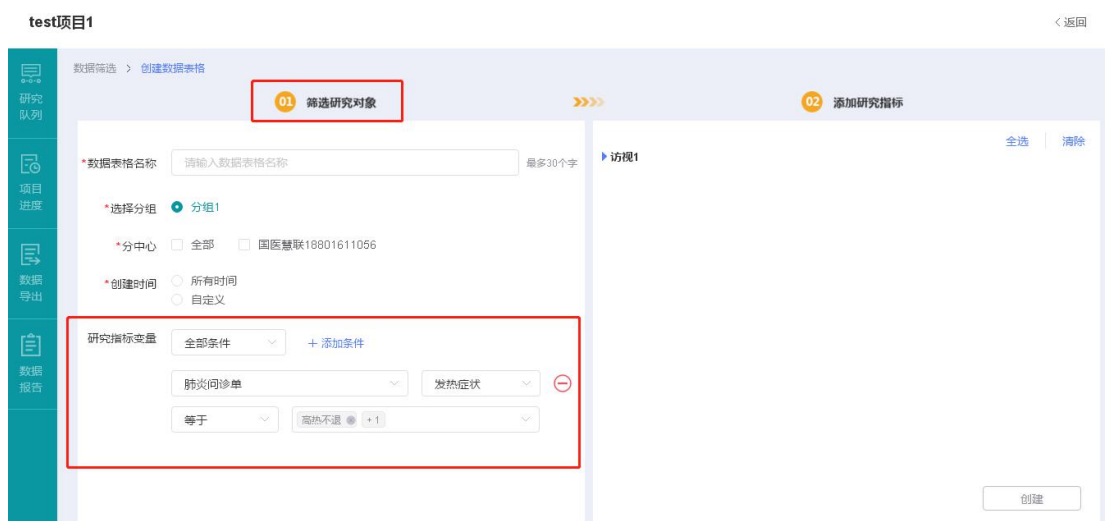 test项目1
<返回
研究
队列
项目
进度
数据
导出
数据
报告
数据筛选 > 创建数据表格
01 筛选研究对象
02 添加研究指标
*数据表格名称 请输入数据表格名称 最多30个字
*选择分组 分组1
*分中心 全部 国医慧联18801611056
*创建时间 所有时间
自定义
研究指标变量 全部条件 + 添加条件
肺炎问诊单 发热症状
等于 高热不退 +1
全选 清除
访视1
创建